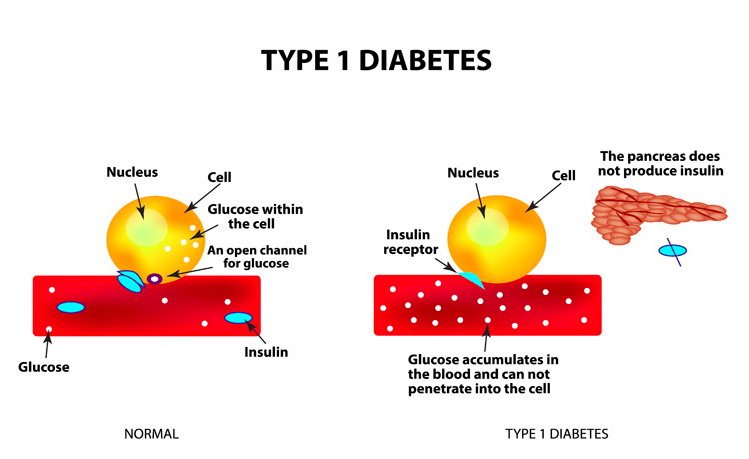 TYPE 1 DIABETES
Nucleus
Cell
Glucose within
the cell
An open channel
for glucose
Glucose
Insulin
NORMAL
Nucleus
Cell
The pancreas does
not produce insulin
Insulin
receptor
Glucose accumulates in
the blood and can not
penetrate into the cell
TYPE 1 DIABETES